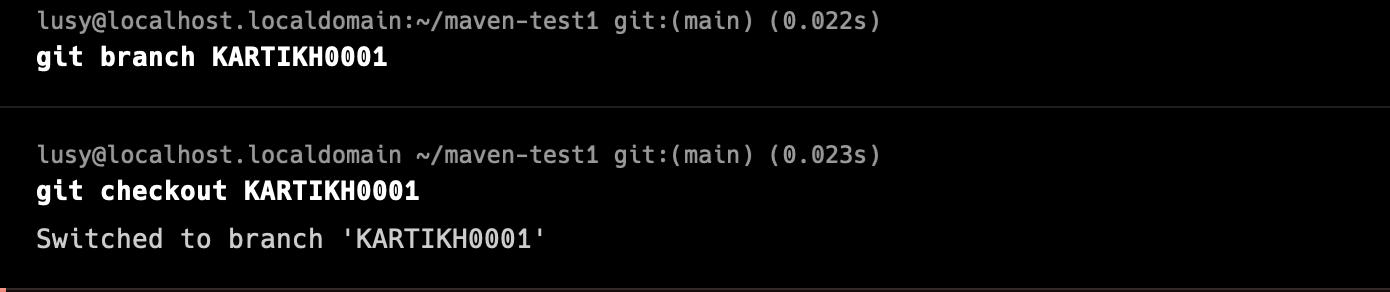 lusy@localhost.localdomain:~/maven-test1 git:(main) (0.022s)
git branch KARTIKH0001
lusy@localhost.localdomain ~/maven-test1 git:(main) (0.023s)
git checkout KARTIKH0001
Switched to branch 'KARTIKH0001'